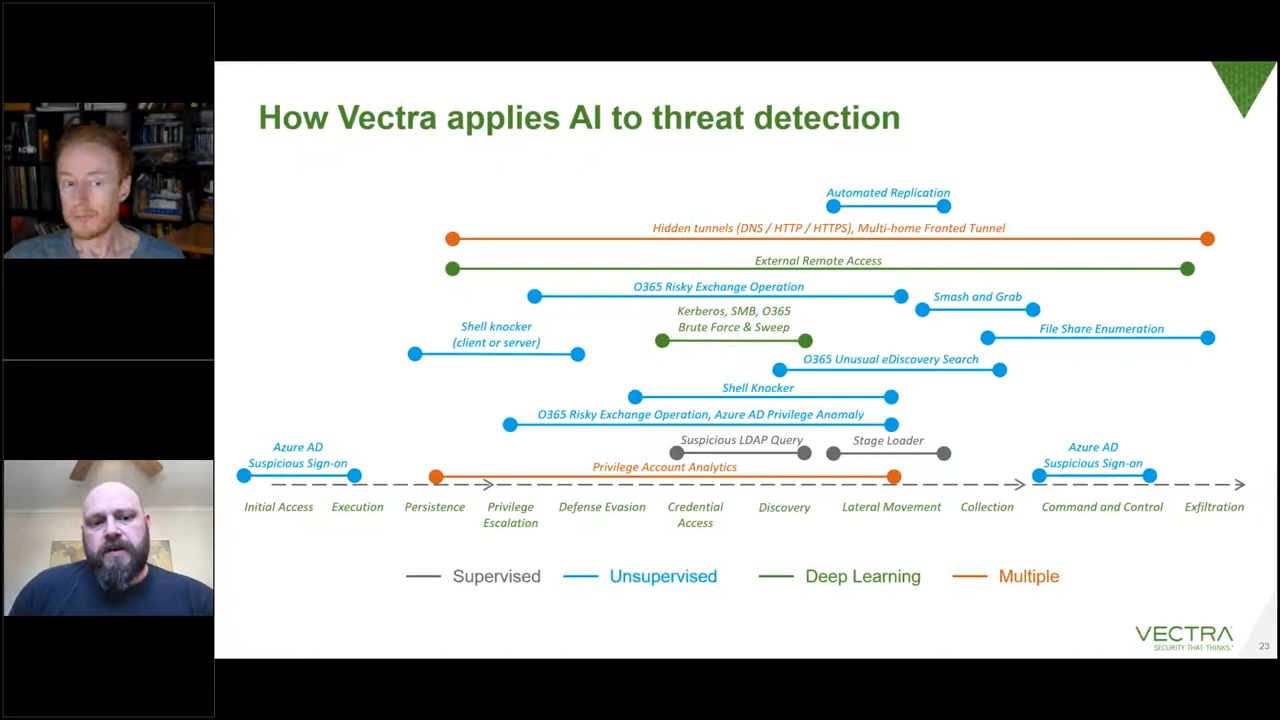 How Vectra applies AI to threat detection
Automated Replication
Hidden tunnels (DNS / HTTP / HTTPS), Multi-home Fronted Tunnel
External Remote Access
O365 Risky Exchange Operation
Smash and Grab
Kerberos, SMB, O365
Brute Force & Sweep
Shell knocker
(client or server)
File Share Enumeration
O365 Unusual eDiscovery Search
Shell Knocker
O365 Risky Exchange Operation, Azure AD Privilege Anomaly
Suspicious LDAP Query
Stage Loader
Azure AD
Suspicious Sign-on
Azure AD
Suspicious Sign-on
Privilege Account Analytics
Initial Access
Execution
Persistence
Privilege
Escalation
Defense Evasion
Credential
Access
Discovery
Lateral Movement
Collection
Command and Control
Exfiltration
Supervised
Unsupervised
Deep Learning
Multiple
VECTRA
SECURITY THAT THINKS.
23